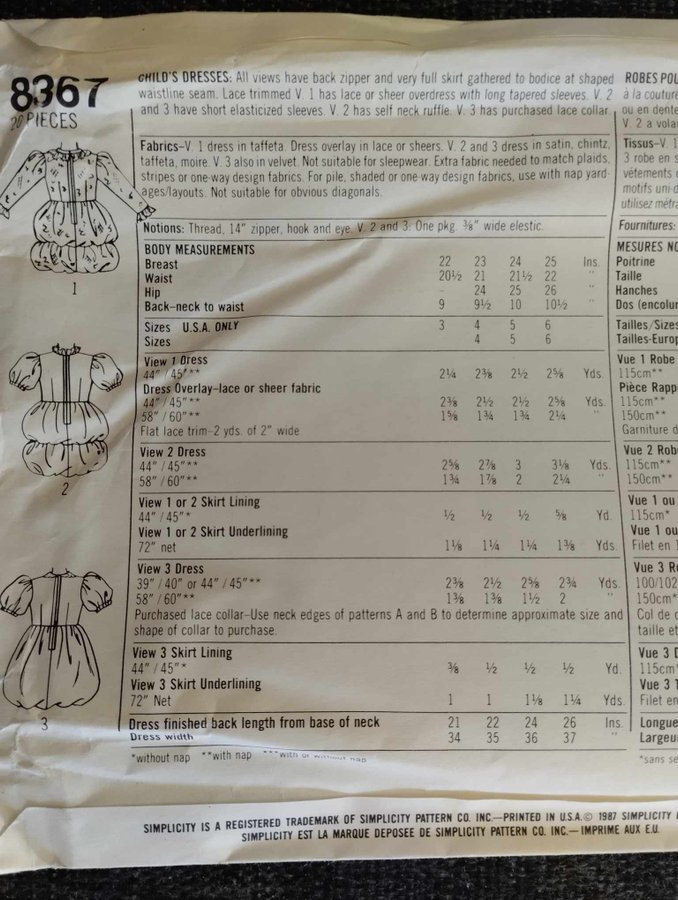 8367
20 PIECES
CHILD'S DRESSES: All views have back zipper and very full skirt gathered to bodice at shaped
waistline seam. Lace trimmed V. 1 has lace or sheer overdress with long tapered sleeves. V. 2
and 3 have short elasticized sleeves. V. 2 has self neck ruffle. V. 3 has purchased lace collar.
Fabrics–V. 1 dress in taffeta. Dress overlay in lace or sheers. V. 2 and 3 dress in satin, chintz,
taffeta, moire. V. 3 also in velvet. Not suitable for sleepwear. Extra fabric needed to match plaids,
stripes or one-way design fabrics. For pile, shaded or one-way design fabrics, use with nap yard-
ages/layouts. Not suitable for obvious diagonals.
Notions: Thread, 14" zipper, hook and eye. V. 2 and 3: One pkg. ⅜" wide elastic.
BODY MEASUREMENTS
Breast 22 23 24 25 Ins.
Waist 20½ 21 21½ 22 "
Hip - 24 25 26 "
Back–neck to waist 9 9½ 10 10½ "
Sizes U.S.A. ONLY 3 4 5 6
Sizes 4 5 6
View 1 Dress
44" / 45"** 2¼ 2⅜ 2½ 2⅝ Yds.
Dress Overlay–lace or sheer fabric
44" / 45"** 2⅜ 2½ 2½ 2⅝ Yds.
58" / 60"** 1⅝ 1¾ 1¾ 2¼ "
Flat lace trim–2 yds. of 2" wide
View 2 Dress
44" / 45"** 2⅝ 2⅞ 3 3⅛ Yds.
58" / 60"** 1¾ 1⅞ 2 2¼ "
View 1 or 2 Skirt Lining
44" / 45"* ½ ½ ½ ⅝ Yd.
View 1 or 2 Skirt Underlining
72" net 1⅛ 1¼ 1¼ 1⅜ Yds.
View 3 Dress
39" / 40" or 44" / 45"** 2⅜ 2½ 2⅝ 2¾ Yds.
58" / 60"** 1⅜ 1⅜ 1½ 2 "
Purchased lace collar–Use neck edges of patterns A and B to determine approximate size and
shape of collar to purchase.
View 3 Skirt Lining
44" / 45"* ⅜ ½ ½ ½ Yd.
View 3 Skirt Underlining
72" Net 1 1 1⅛ 1¼ Yds.
Dress finished back length from base of neck 21 22 24 26 Ins.
Dress width 34 35 36 37 "
*without nap **with nap ***with or without nap
1
2
3
ROBES POU
à la couture
ou en dente
V. 2 a vola
Tissus–V. 1
3 robe en s
vêtements
motifs uni-d
utilisez métr
Fournitures:
MESURES NO
Poitrine
Taille
Hanches
Dos (encolur
Tailles/Sizes
Tailles-Europ
Vue 1 Robe
115cm**
Pièce Rapp
115cm**
150cm**
Garniture d
Vue 2 Robe
115cm**
150cm**
Vue 1 ou
115cm*
Vue 1 ou
Filet en 1
Vue 3 Ro
100/102
150cm**
Col de d
taille et
Vue 3 D
115cm*
Vue 3 T
Filet en
Longue
Largeu
*sans se
SIMPLICITY IS A REGISTERED TRADEMARK OF SIMPLICITY PATTERN CO. INC.—PRINTED IN U.S.A.© 1987 SIMPLICITY
SIMPLICITY EST LA MARQUE DEPOSEE DE SIMPLICITY PATTERN CO. INC.—IMPRIME AUX E.U.